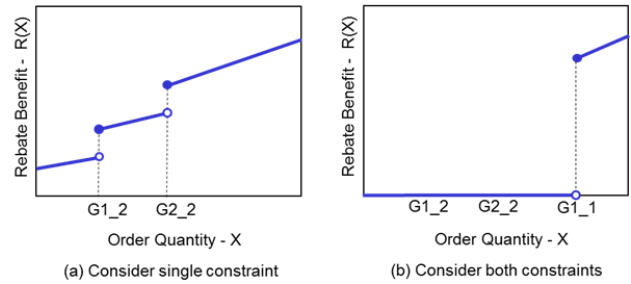 Rebate Benefit - R(X)
G1_2 G2_2
Order Quantity - X
(a) Consider single constraint
Rebate Benefit - R(X)
G1_2 G2_2 G1_1
Order Quantity - X
(b) Consider both constraints